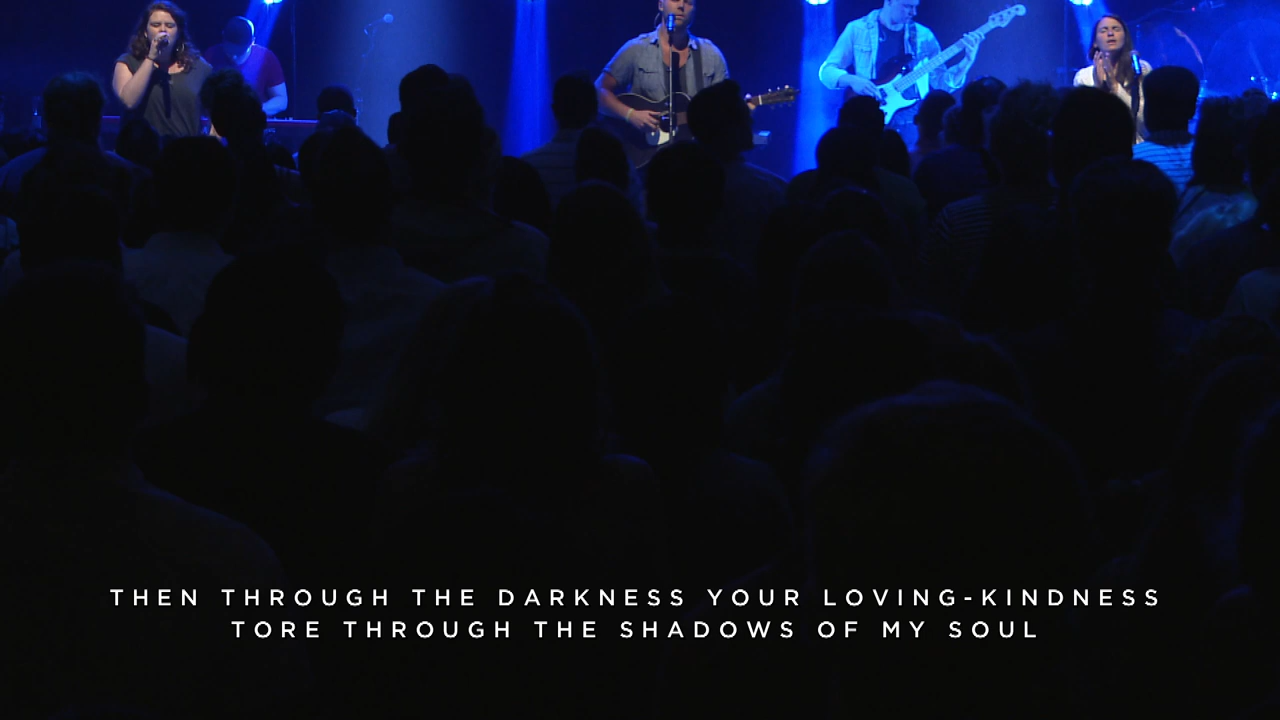 THEN THROUGH THE DARKNESS YOUR LOVING-KINDNESS
TORE THROUGH THE SHADOWS OF MY SOUL